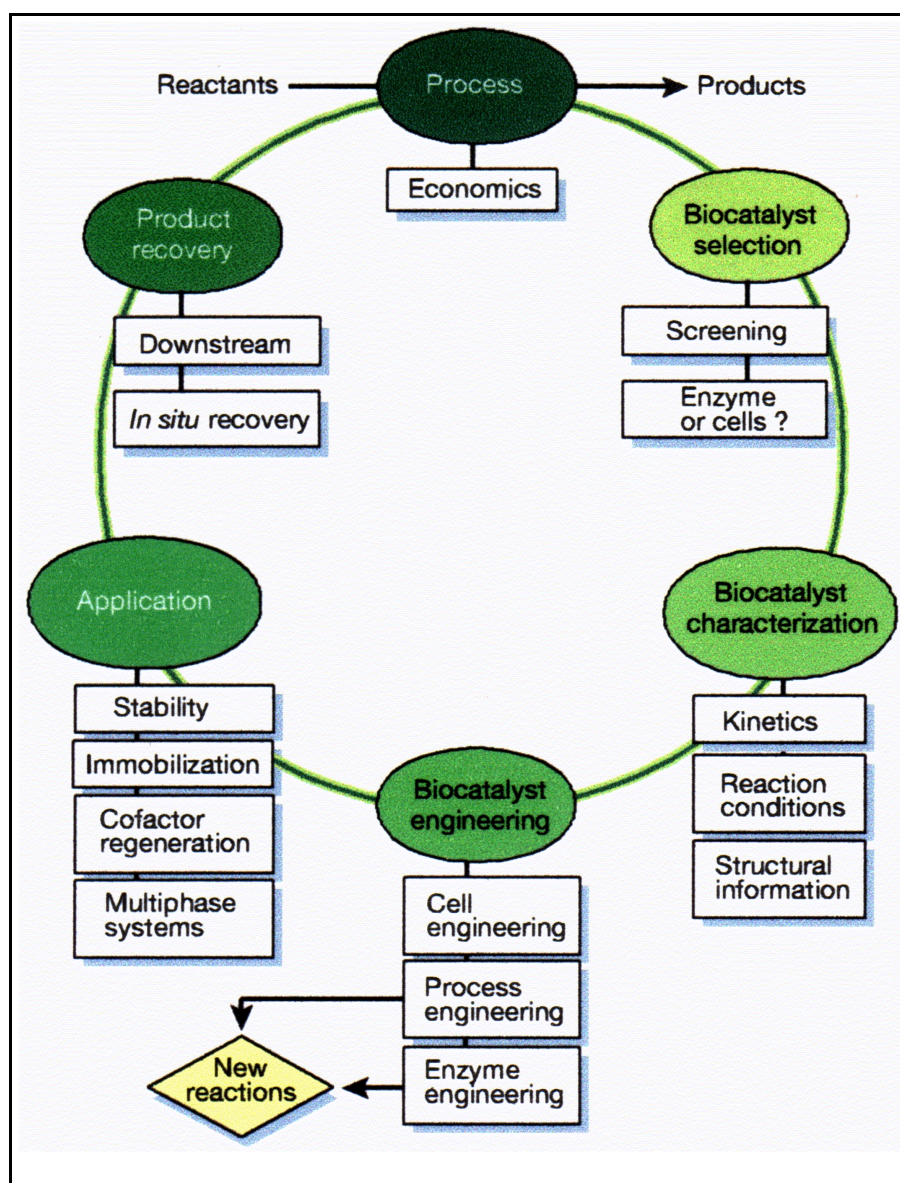 Reactants
Process
Products
Economics
Product
recovery
Downstream
In situ recovery
Biocatalyst
selection
Screening
Enzyme
or cells ?
Application
Stability
Immobilization
Cofactor
regeneration
Multiphase
systems
Biocatalyst
characterization
Kinetics
Reaction
conditions
Structural
information
Biocatalyst
engineering
Cell
engineering
Process
engineering
Enzyme
engineering
New
reactions